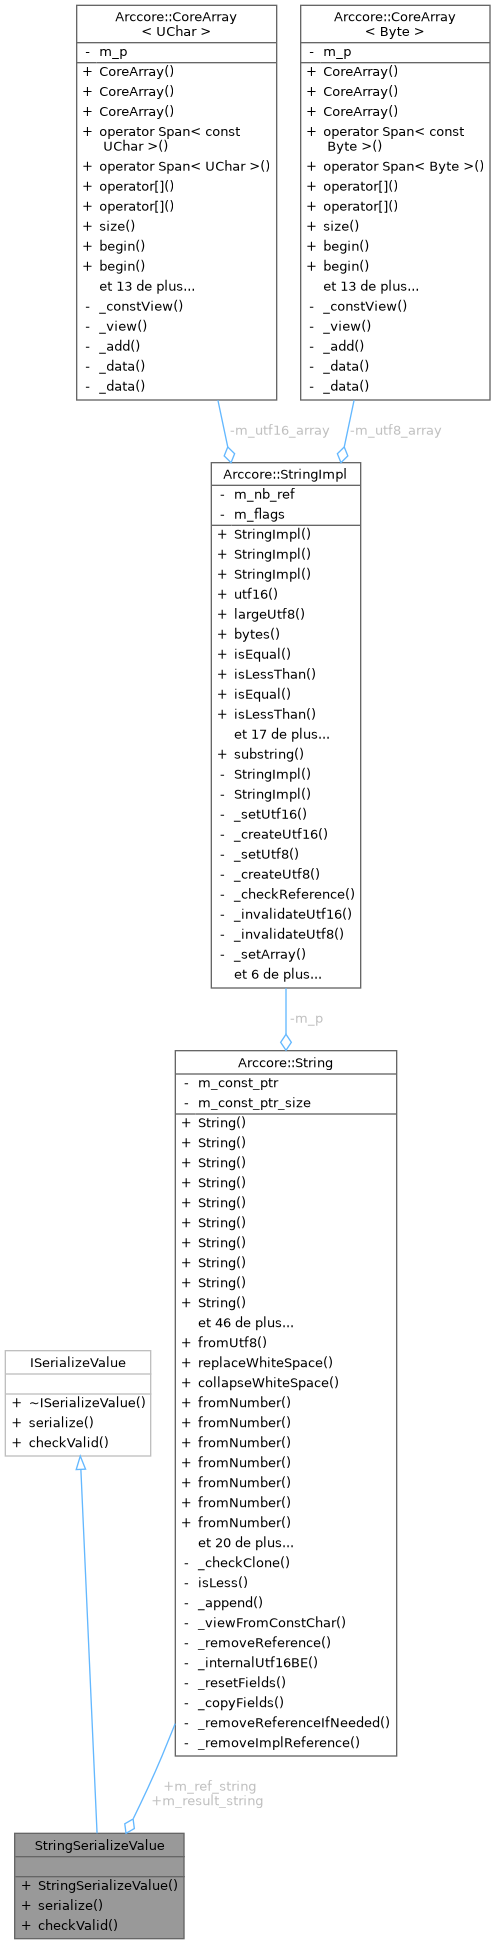 Arccore::CoreArray
< UChar >
- m_p
+ CoreArray()
+ CoreArray()
+ CoreArray()
+ operator Span< const
UChar >()
+ operator Span< UChar >()
+ operator[]()
+ operator[]()
+ size()
+ begin()
+ begin()
et 13 de plus...
- _constView()
- _view()
- _add()
- _data()
- _data()
Arccore::CoreArray
< Byte >
- m_p
+ CoreArray()
+ CoreArray()
+ CoreArray()
+ operator Span< const
Byte >()
+ operator Span< Byte >()
+ operator[]()
+ operator[]()
+ size()
+ begin()
+ begin()
et 13 de plus...
- _constView()
- _view()
- _add()
- _data()
- _data()
-m_utf16_array
-m_utf8_array
Arccore::StringImpl
- m_nb_ref
- m_flags
+ StringImpl()
+ StringImpl()
+ StringImpl()
+ utf16()
+ largeUtf8()
+ bytes()
+ isEqual()
+ isLessThan()
+ isEqual()
+ isLessThan()
et 17 de plus...
+ substring()
- StringImpl()
- StringImpl()
- _setUtf16()
- _createUtf16()
- _setUtf8()
- _createUtf8()
- _checkReference()
- _invalidateUtf16()
- _invalidateUtf8()
- _setArray()
et 6 de plus...
-m_p
Arccore::String
- m_const_ptr
- m_const_ptr_size
+ String()
+ String()
+ String()
+ String()
+ String()
+ String()
+ String()
+ String()
+ String()
+ String()
et 46 de plus...
+ fromUtf8()
+ replaceWhiteSpace()
+ collapseWhiteSpace()
+ fromNumber()
+ fromNumber()
+ fromNumber()
+ fromNumber()
+ fromNumber()
+ fromNumber()
+ fromNumber()
et 20 de plus...
- _checkClone()
- isLess()
- _append()
- _viewFromConstChar()
- _removeReference()
- _internalUtf16BE()
- _resetFields()
- _copyFields()
- _removeReferenceIfNeeded()
- _removeImplReference()
ISerializeValue
+ ~ISerializeValue()
+ serialize()
+ checkValid()
+m_ref_string
+m_result_string
StringSerializeValue
+ StringSerializeValue()
+ serialize()
+ checkValid()